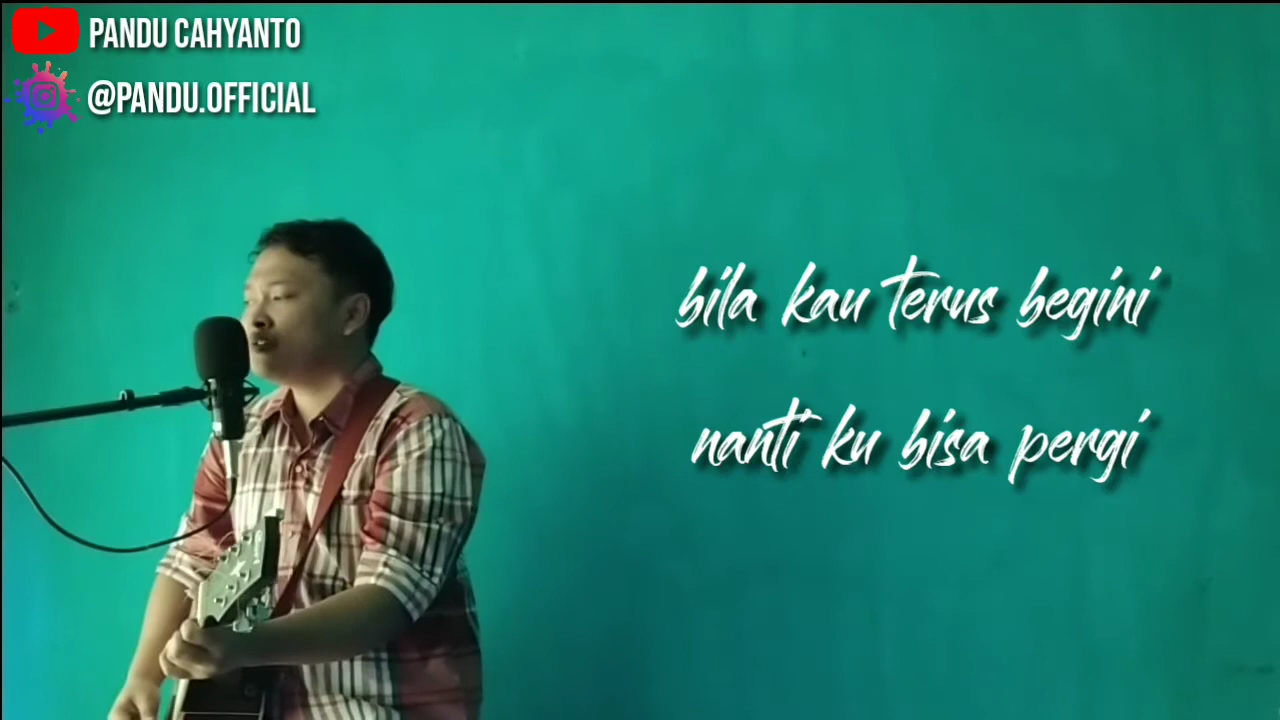 PANDU CAHYANTO
@PANDU.OFFICIAL
bila kau terus begini
nanti ku bisa pergi